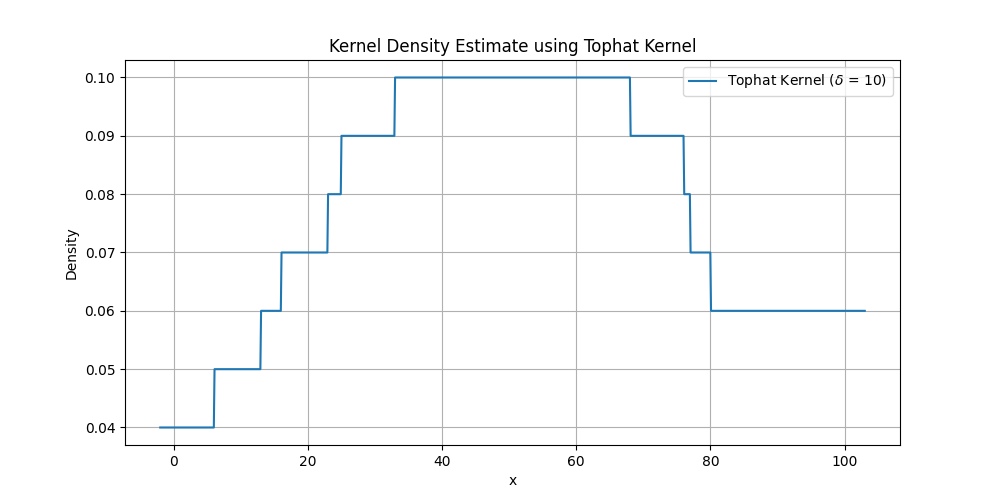 Kernel Density Estimate using Tophat Kernel
Tophat Kernel (δ = 10)
Density
0.10
0.09
0.08
0.07
0.06
0.05
0.04
0 20 40 60 80 100
x